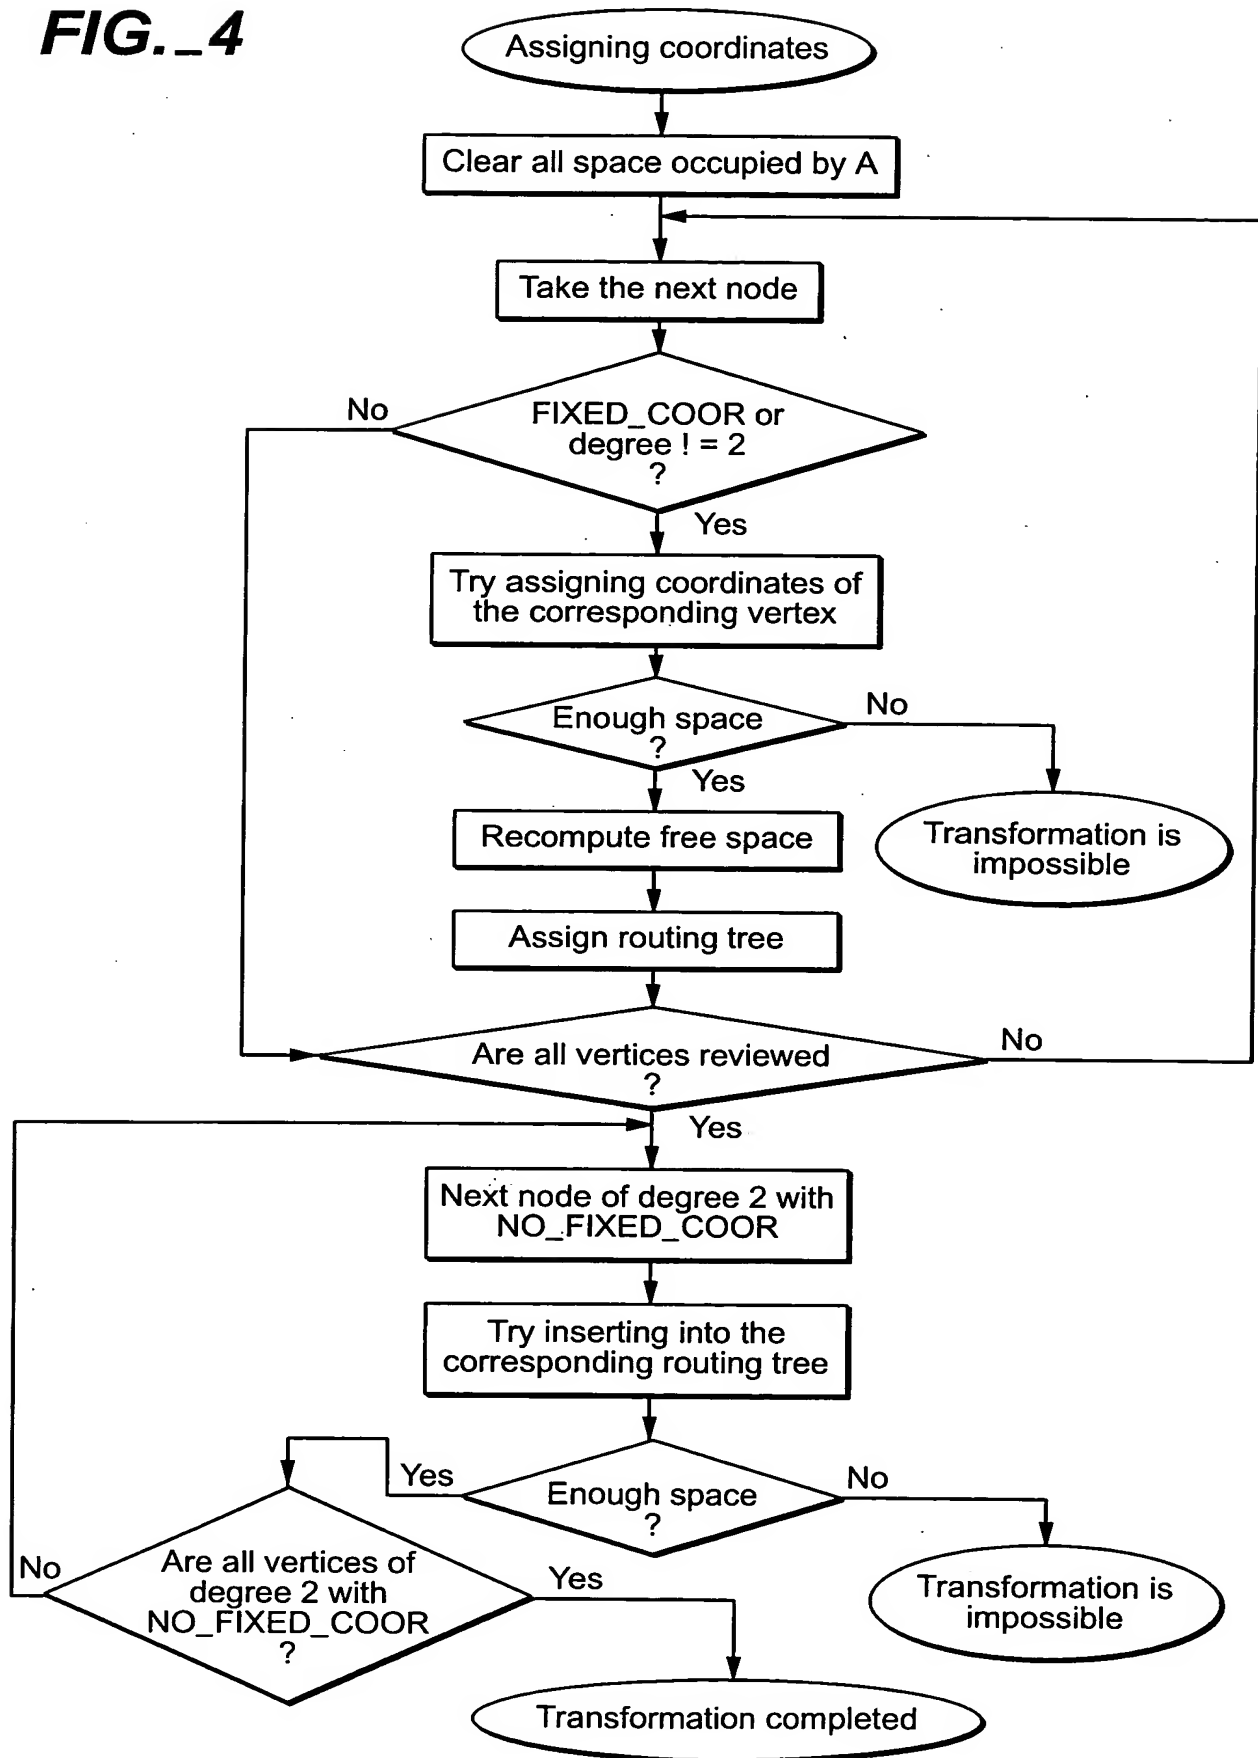 FIG._4
Assigning coordinates
Clear all space occupied by A
Take the next node
No
FIXED_COOR or
degree ! = 2
?
Yes
Try assigning coordinates of
the corresponding vertex
Enough space
?
No
Yes
Recompute free space
Transformation is
impossible
Assign routing tree
Are all vertices reviewed
?
No
Yes
Next node of degree 2 with
NO_FIXED_COOR
Try inserting into the
corresponding routing tree
Yes
Enough space
?
No
No
Are all vertices of
degree 2 with
NO_FIXED_COOR
?
Yes
Transformation is
impossible
Transformation completed